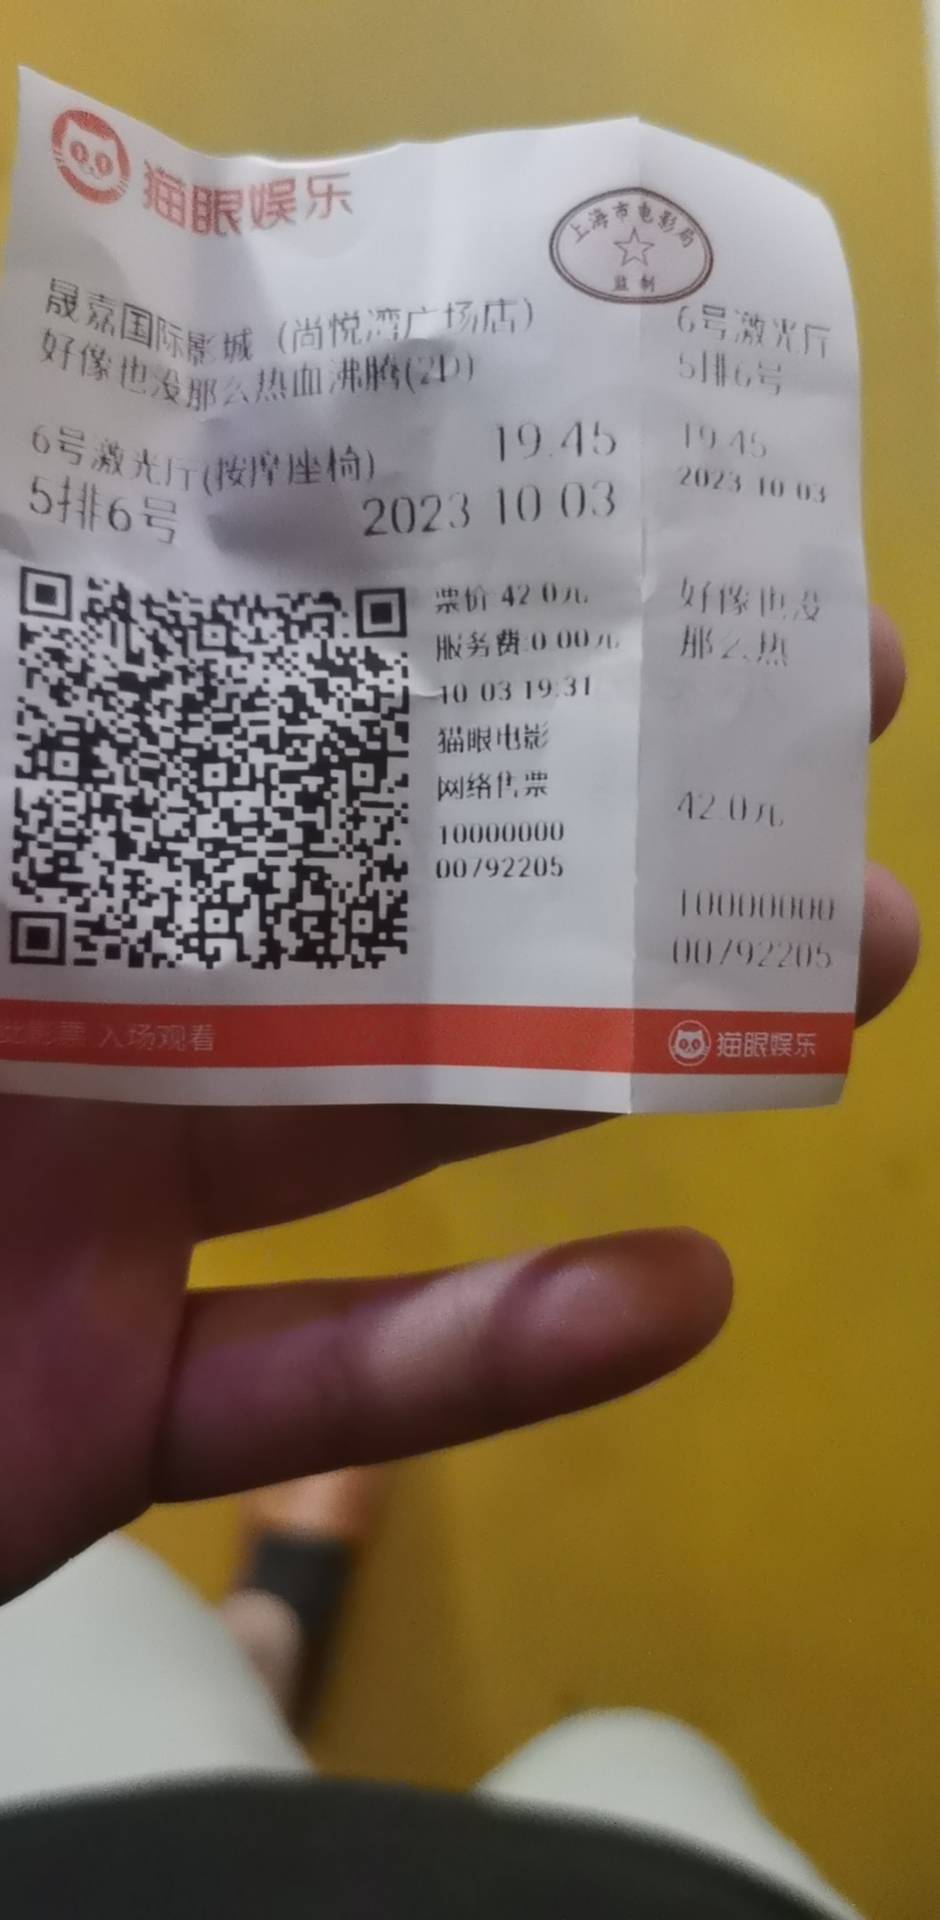 猫眼娱乐
上海市电影局
监制
晟嘉国际影城（尚悦湾广场店）
好像也没那么热血沸腾(2D)
6号激光厅(按摩座椅)
19:45
5排6号
2023 10 03
票价:42.0元
服务费:0.00元
10 03 19:31
猫眼电影
网络售票
10000000
00792205
6号激光厅
5排6号
19:45
2023 10 03
好像也没
那么热
42.0元
10000000
00792205
此影票 入场观看
猫眼娱乐